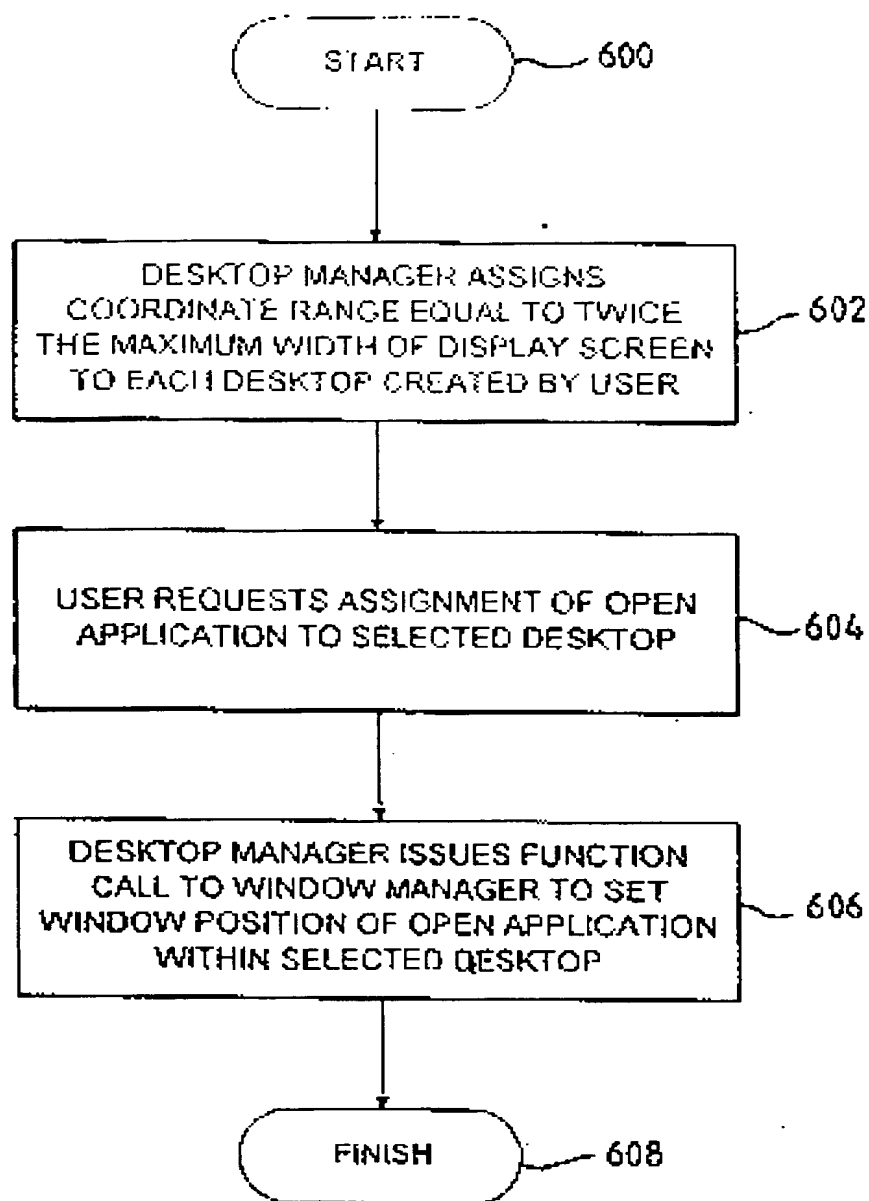 START
600
DESKTOP MANAGER ASSIGNS
COORDINATE RANGE EQUAL TO TWICE
THE MAXIMUM WIDTH OF DISPLAY SCREEN
TO EACH DESKTOP CREATED BY USER
602
USER REQUESTS ASSIGNMENT OF OPEN
APPLICATION TO SELECTED DESKTOP
604
DESKTOP MANAGER ISSUES FUNCTION
CALL TO WINDOW MANAGER TO SET
WINDOW POSITION OF OPEN APPLICATION
WITHIN SELECTED DESKTOP
606
FINISH
608